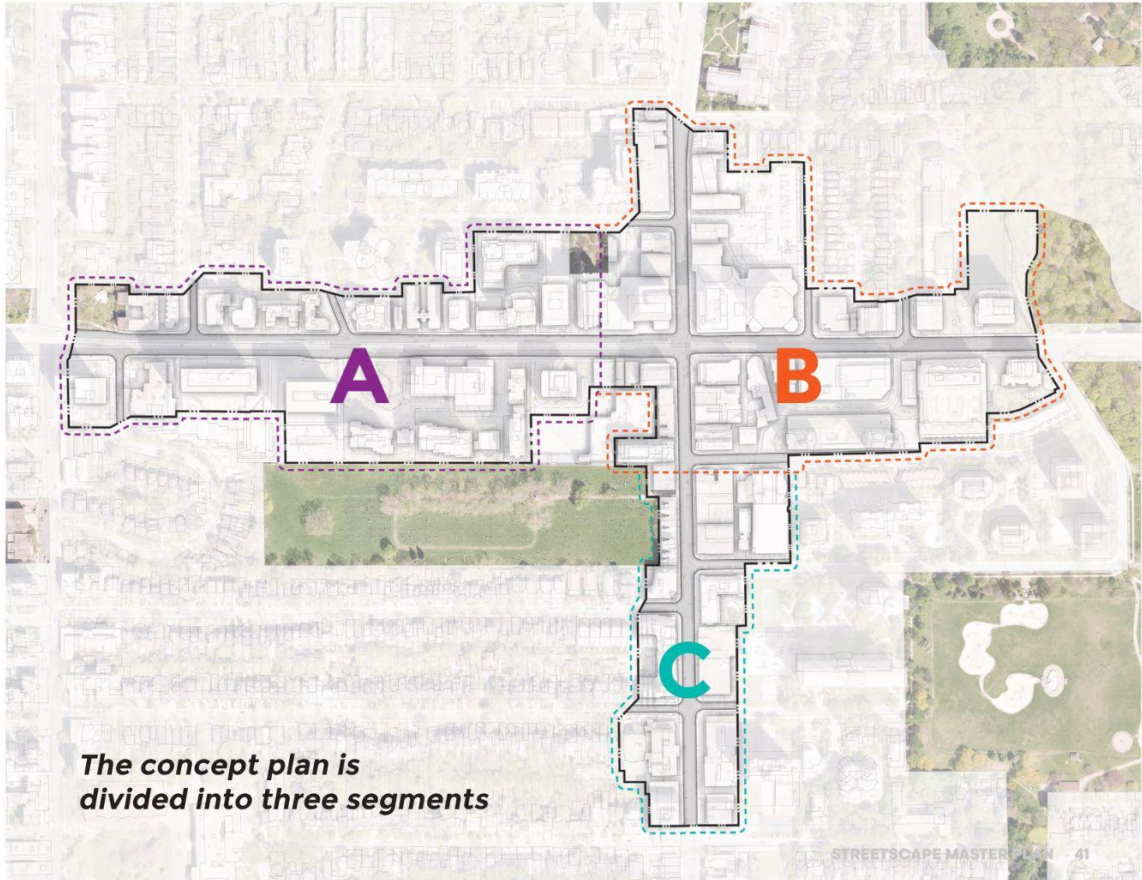 A
B
C
The concept plan is
divided into three segments
STREETSCAPE MASTER PLAN 41